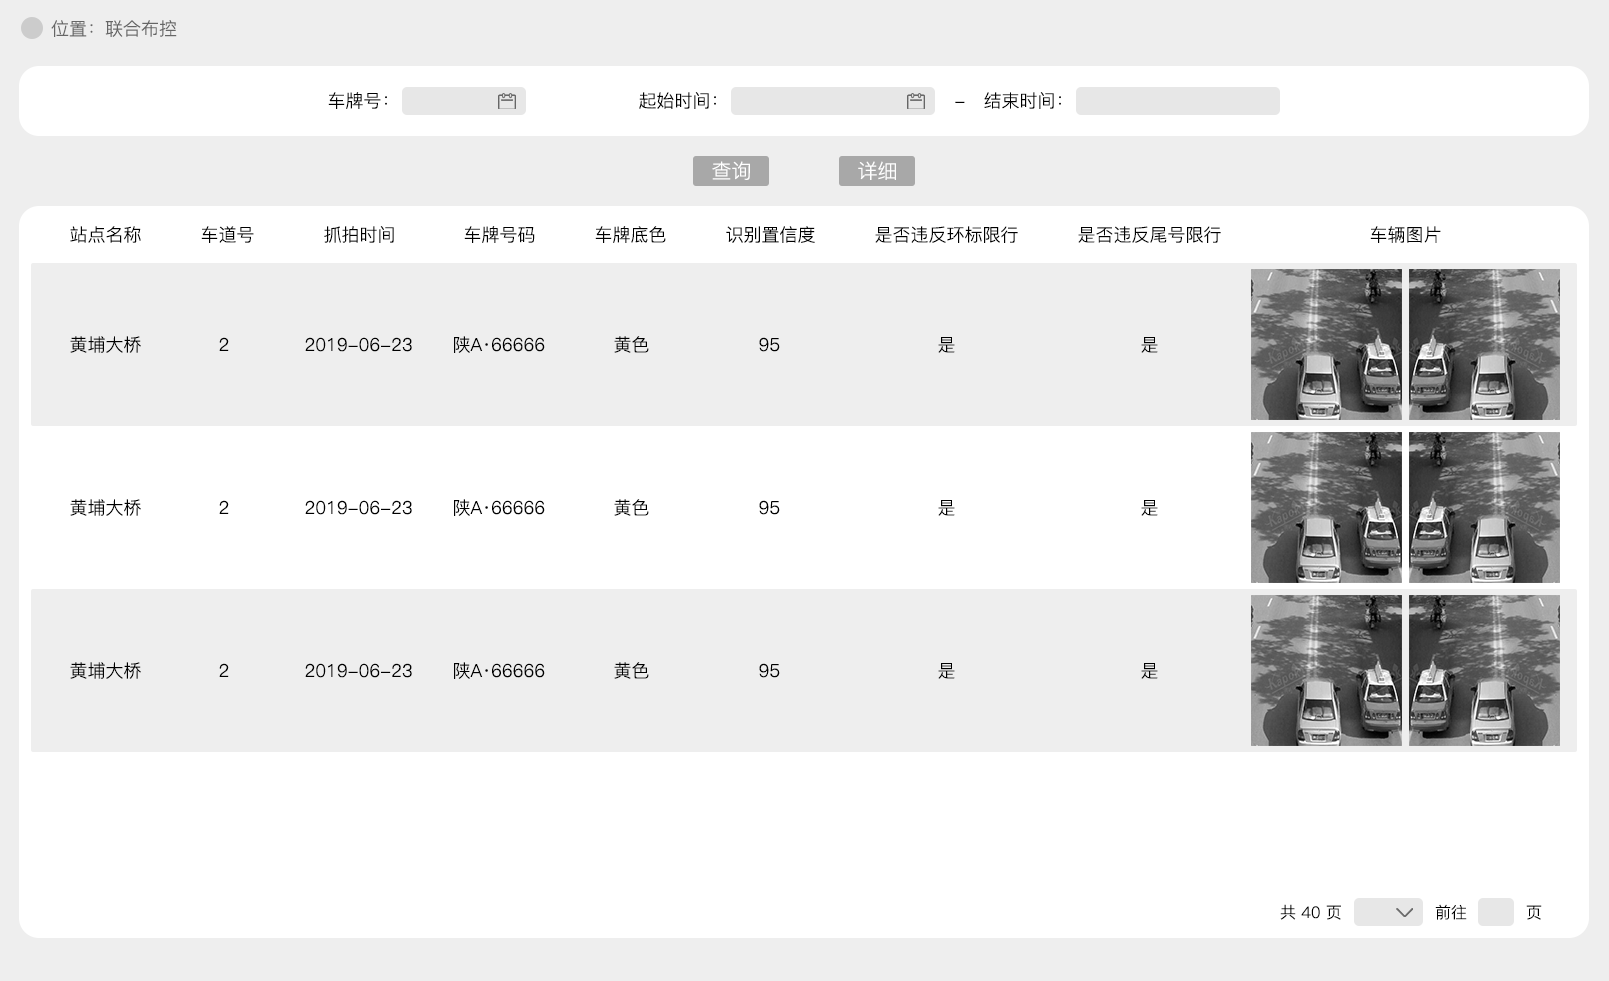 位置：联合布控
车牌号： 起始时间： – 结束时间：
查询 详细
站点名称 车道号 抓拍时间 车牌号码 车牌底色 识别置信度 是否违反环标限行 是否违反尾号限行 车辆图片
黄埔大桥 2 2019-06-23 陕A·66666 黄色 95 是 是
黄埔大桥 2 2019-06-23 陕A·66666 黄色 95 是 是
黄埔大桥 2 2019-06-23 陕A·66666 黄色 95 是 是
共 40 页 前往 页